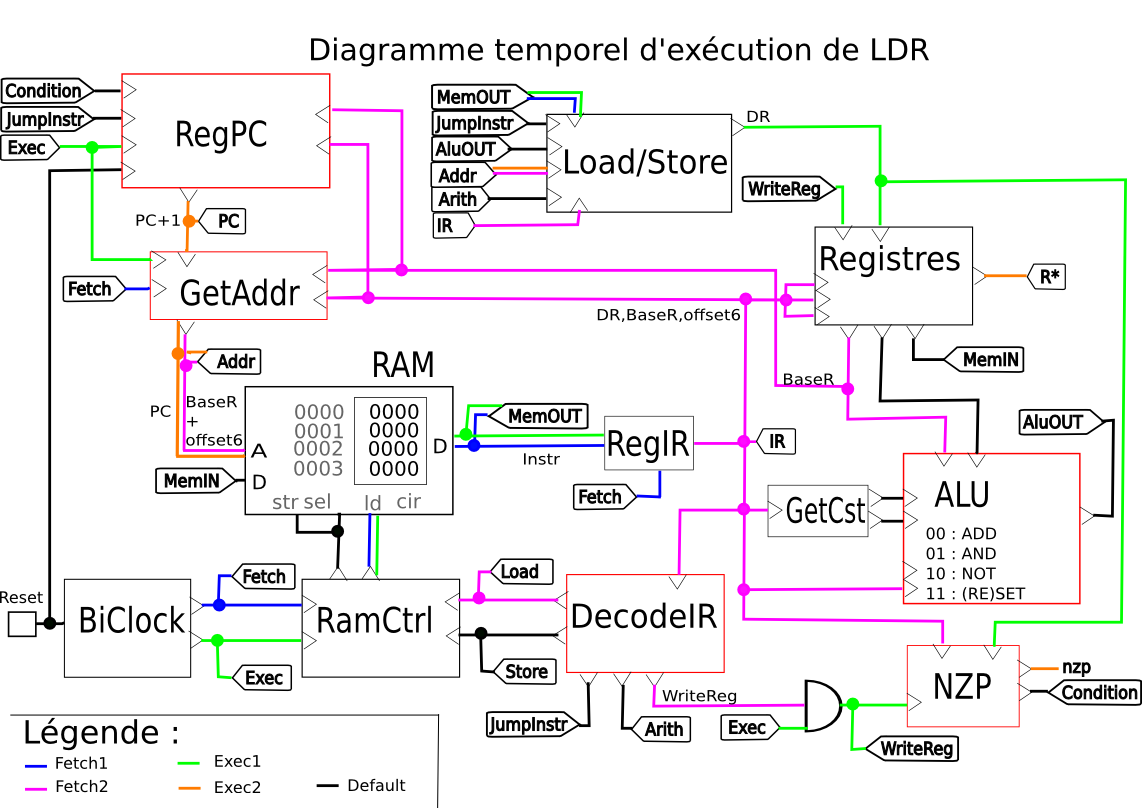 Diagramme temporel d'exécution de LDR
Condition
JumpInstr
Exec
RegPC
MemOUT
JumpInstr
AluOUT
Addr
Arith
IR
Load/Store
DR
WriteReg
Registres
R*
PC+1
PC
Fetch
GetAddr
DR,BaseR,offset6
MemIN
BaseR
Addr
RAM
PC
BaseR
+
offset6
0000 0000
0001 0000
0002 0000
0003 0000
A
D
D
MemIN
str sel ld cir
MemOUT
Instr
RegIR
Fetch
IR
AluOUT
GetCst
ALU
00 : ADD
01 : AND
10 : NOT
11 : (RE)SET
Reset
BiClock
Fetch
Exec
RamCtrl
Load
Store
DecodeIR
JumpInstr
Arith
WriteReg
Exec
WriteReg
NZP
nzp
Condition
Légende :
Fetch1
Exec1
Fetch2
Exec2
Default